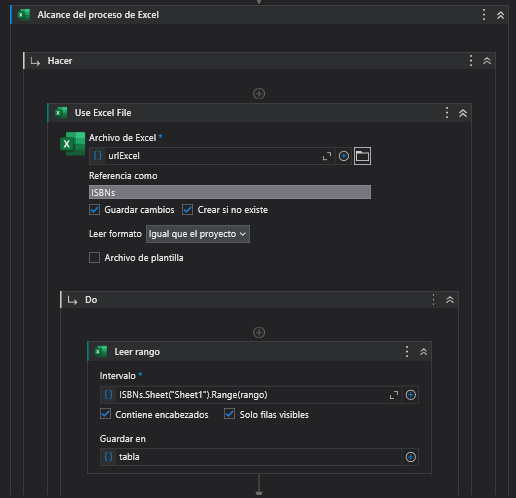 Alcance del proceso de Excel
Hacer
Use Excel File
Archivo de Excel *
urlExcel
Referencia como
ISBNs
Guardar cambios Crear si no existe
Leer formato Igual que el proyecto
Archivo de plantilla
Do
Leer rango
Intervalo *
ISBNs.Sheet("Sheet1").Range(rango)
Contiene encabezados Solo filas visibles
Guardar en
tabla